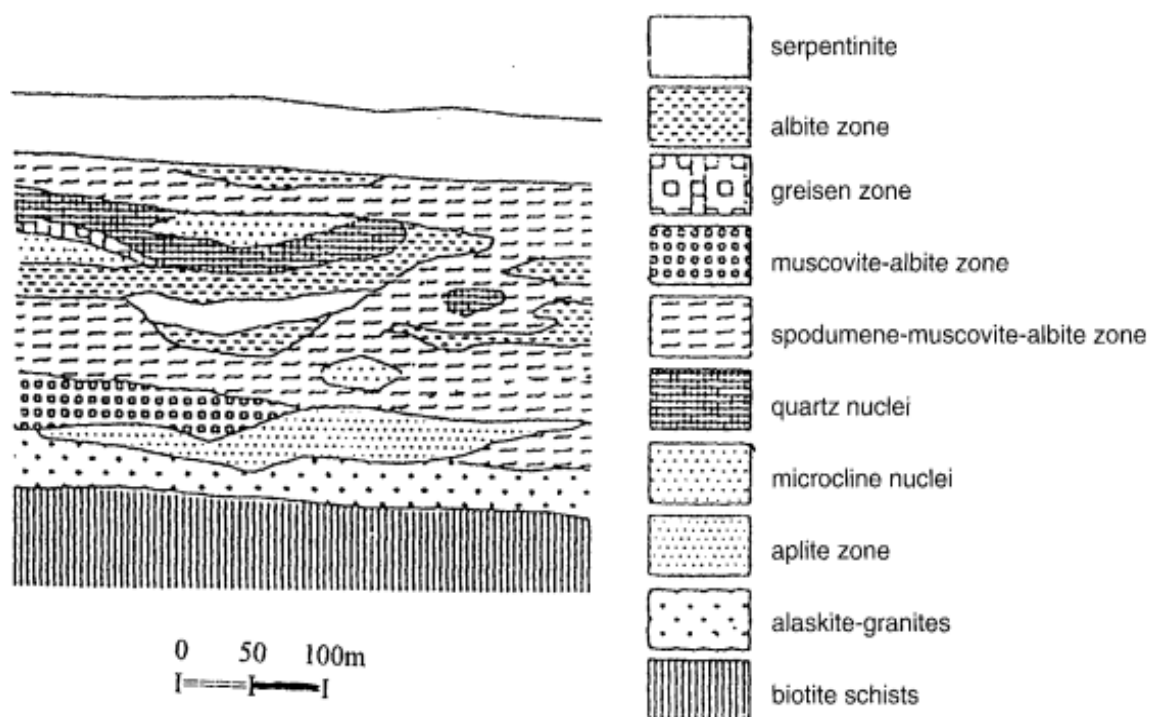 serpentinite
albite zone
greisen zone
muscovite-albite zone
spodumene-muscovite-albite zone
quartz nuclei
microcline nuclei
aplite zone
alaskite-granites
biotite schists
0 50 100m